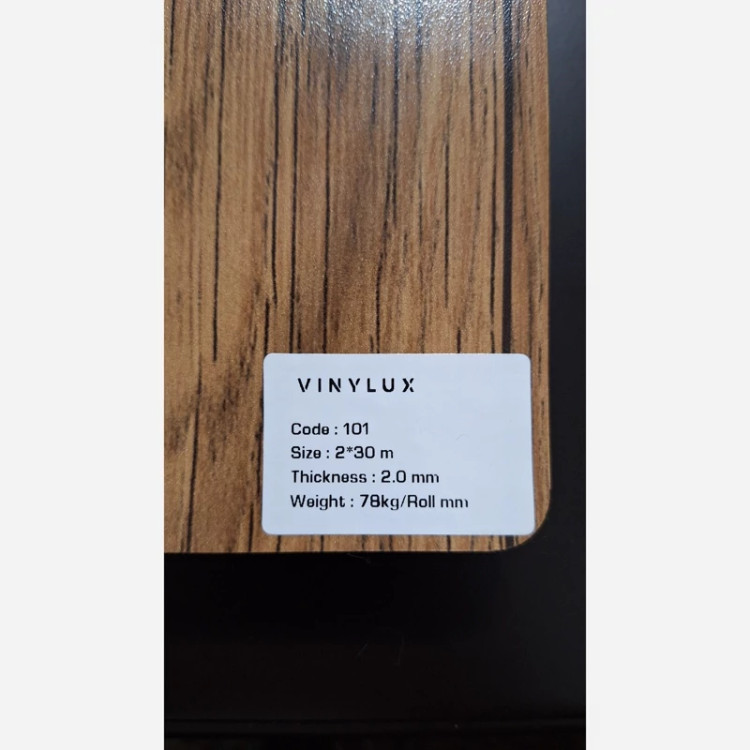 VINYLUX
Code : 101
Size : 2*30 m
Thickness : 2.0 mm
Weight : 78kg/Roll mm